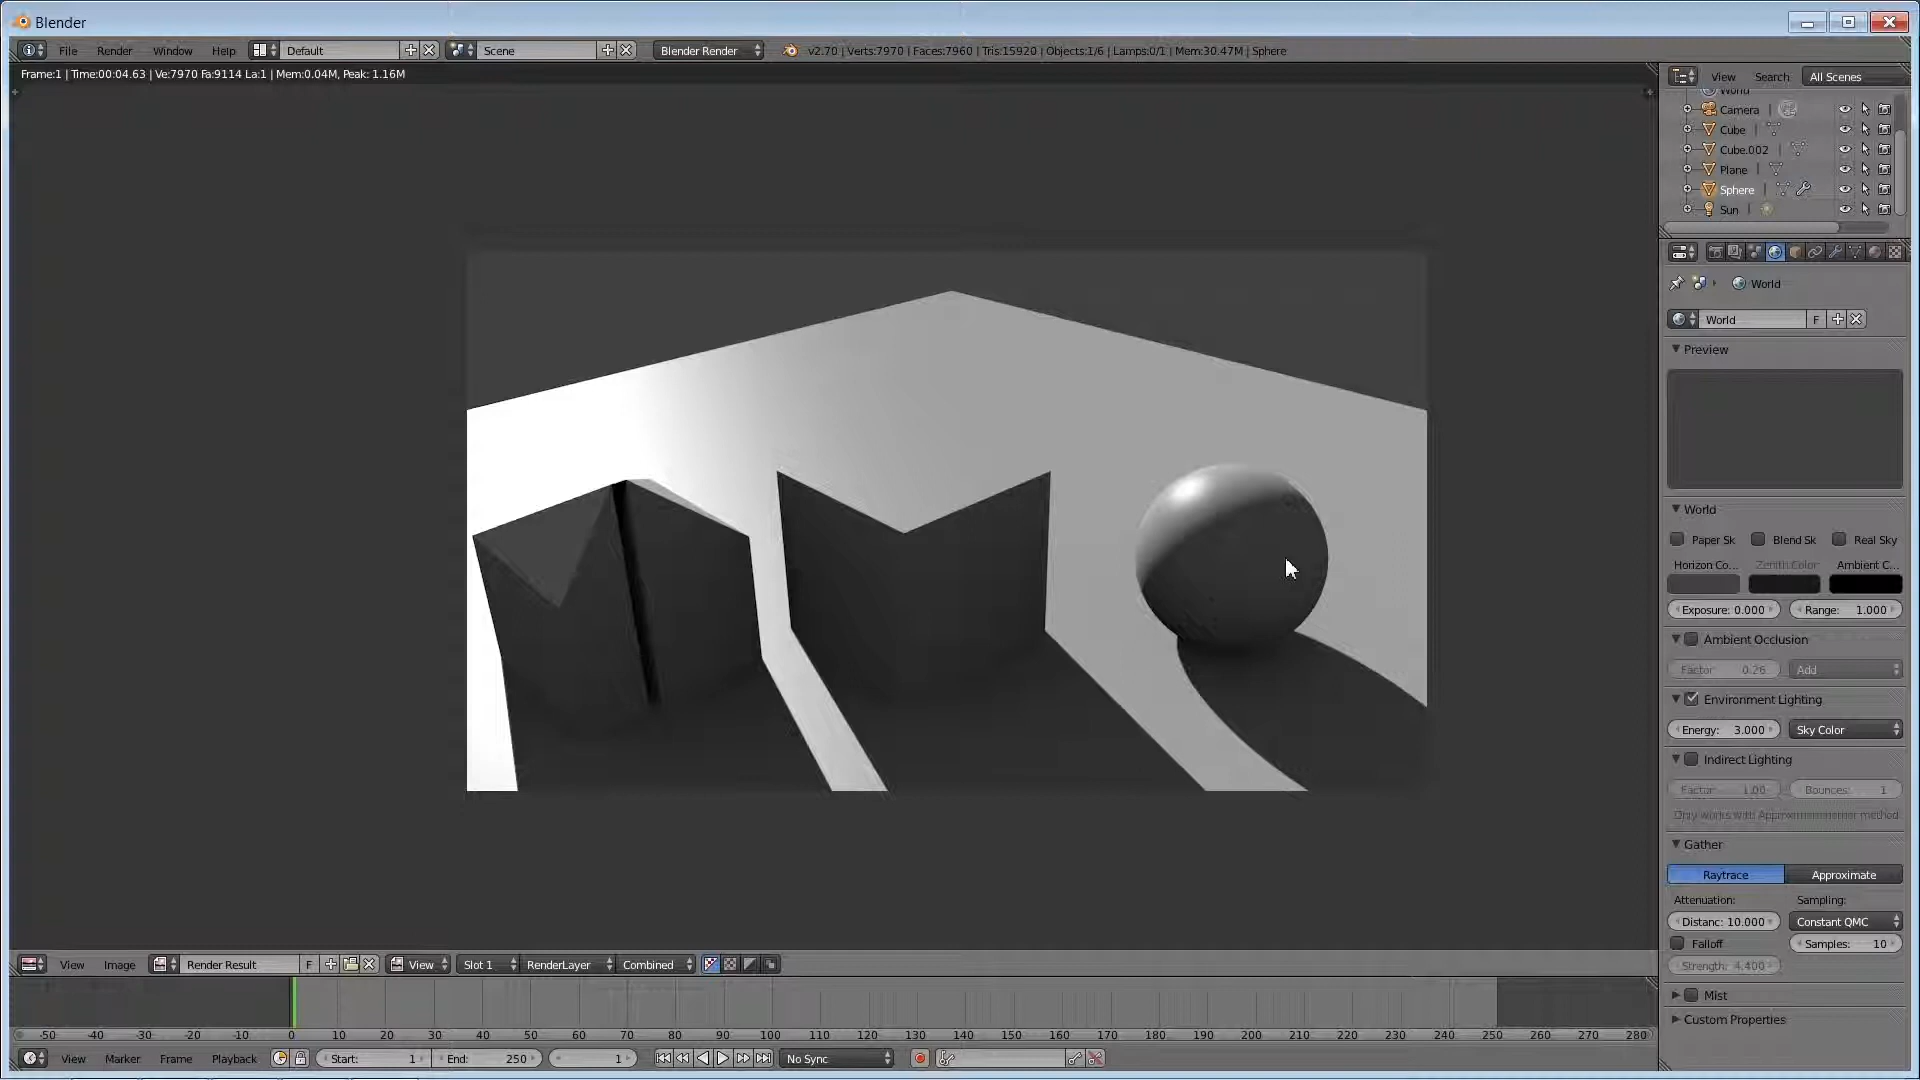 Blender
File Render Window Help Default Scene Blender Render v2.70 | Verts:7970 | Faces:7960 | Tris:15920 | Objects:1/6 | Lamps:0/1 | Mem:30.47M | Sphere
Frame:1 | Time:00:04.63 | Ve:7970 Fa:9114 La:1 | Mem:0.04M, Peak: 1.16M
View Search All Scenes
World
Camera
Cube
Cube.002
Plane
Sphere
Sun
World
World F
Preview
World
Paper Sk Blend Sk Real Sky
Horizon Co... Zenith Color Ambient C...
Exposure: 0.000 Range: 1.000
Ambient Occlusion
Factor 0.26 Add
Environment Lighting
Energy: 3.000 Sky Color
Indirect Lighting
Factor 1.00 Bounces: 1
Only works with method
Gather
Raytrace Approximate
Attenuation: Sampling:
Distanc: 10.000 Constant QMC
Falloff Samples: 10
Strength: 4.400
Mist
Custom Properties
View Image Render Result F View Slot 1 RenderLayer Combined
-50 -40 -30 -20 -10 0 10 20 30 40 50 60 70 80 90 100 110 120 130 140 150 160 170 180 190 200 210 220 230 240 250 260 270 280
View Marker Frame Playback Start: 1 End: 250 1 No Sync